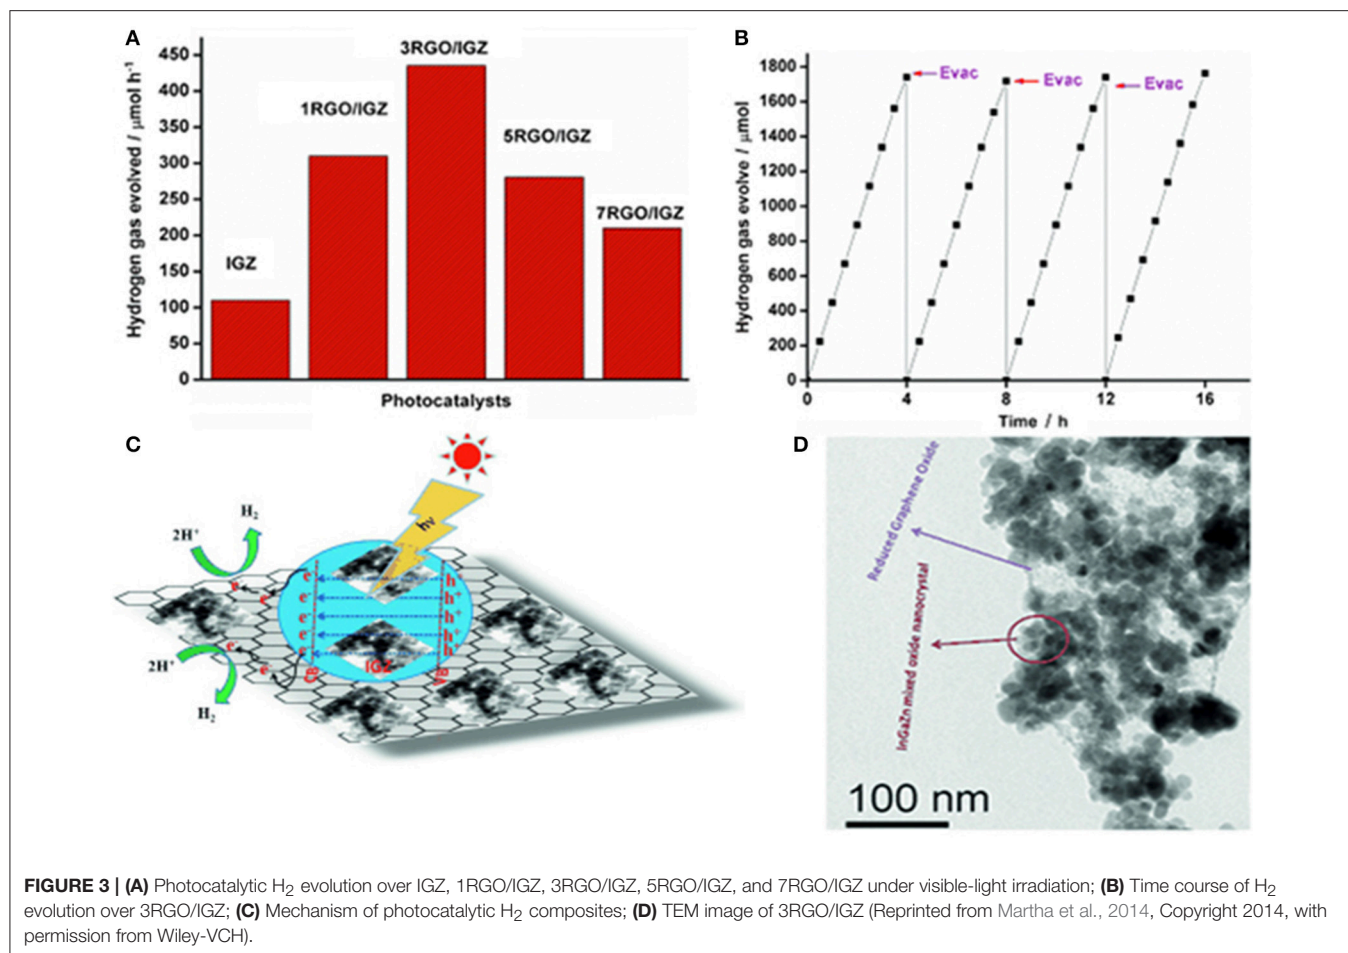 A
Hydrogen gas evolved / μmol h⁻¹
450
400
350
300
250
200
150
100
50
0
IGZ
1RGO/IGZ
3RGO/IGZ
5RGO/IGZ
7RGO/IGZ
Photocatalysts
B
Hydrogen gas evolve / μmol
1800
1600
1400
1200
1000
800
600
400
200
0
Evac
Evac
Evac
0 4 8 12 16
Time / h
C
hν
2H⁺
H₂
e⁻ e⁻
e⁻ h⁺
e⁻ h⁺
e⁻ h⁺
e⁻ h⁺
e⁻ h⁺
IGZ
CB
VB
e⁻
e⁻
2H⁺
H₂
D
Reduced Graphene Oxide
InGaZn mixed oxide nanocrystal
100 nm
FIGURE 3 | (A) Photocatalytic H₂ evolution over IGZ, 1RGO/IGZ, 3RGO/IGZ, 5RGO/IGZ, and 7RGO/IGZ under visible-light irradiation; (B) Time course of H₂
evolution over 3RGO/IGZ; (C) Mechanism of photocatalytic H₂ composites; (D) TEM image of 3RGO/IGZ (Reprinted from Martha et al., 2014, Copyright 2014, with
permission from Wiley-VCH).